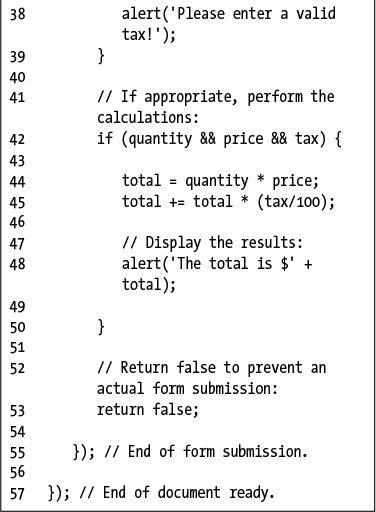 38 alert('Please enter a valid
tax!');
39 }
40
41 // If appropriate, perform the
calculations:
42 if (quantity && price && tax) {
43
44 total = quantity * price;
45 total += total * (tax/100);
46
47 // Display the results:
48 alert('The total is $' +
total);
49
50 }
51
52 // Return false to prevent an
actual form submission:
53 return false;
54
55 }); // End of form submission.
56
57 }); // End of document ready.